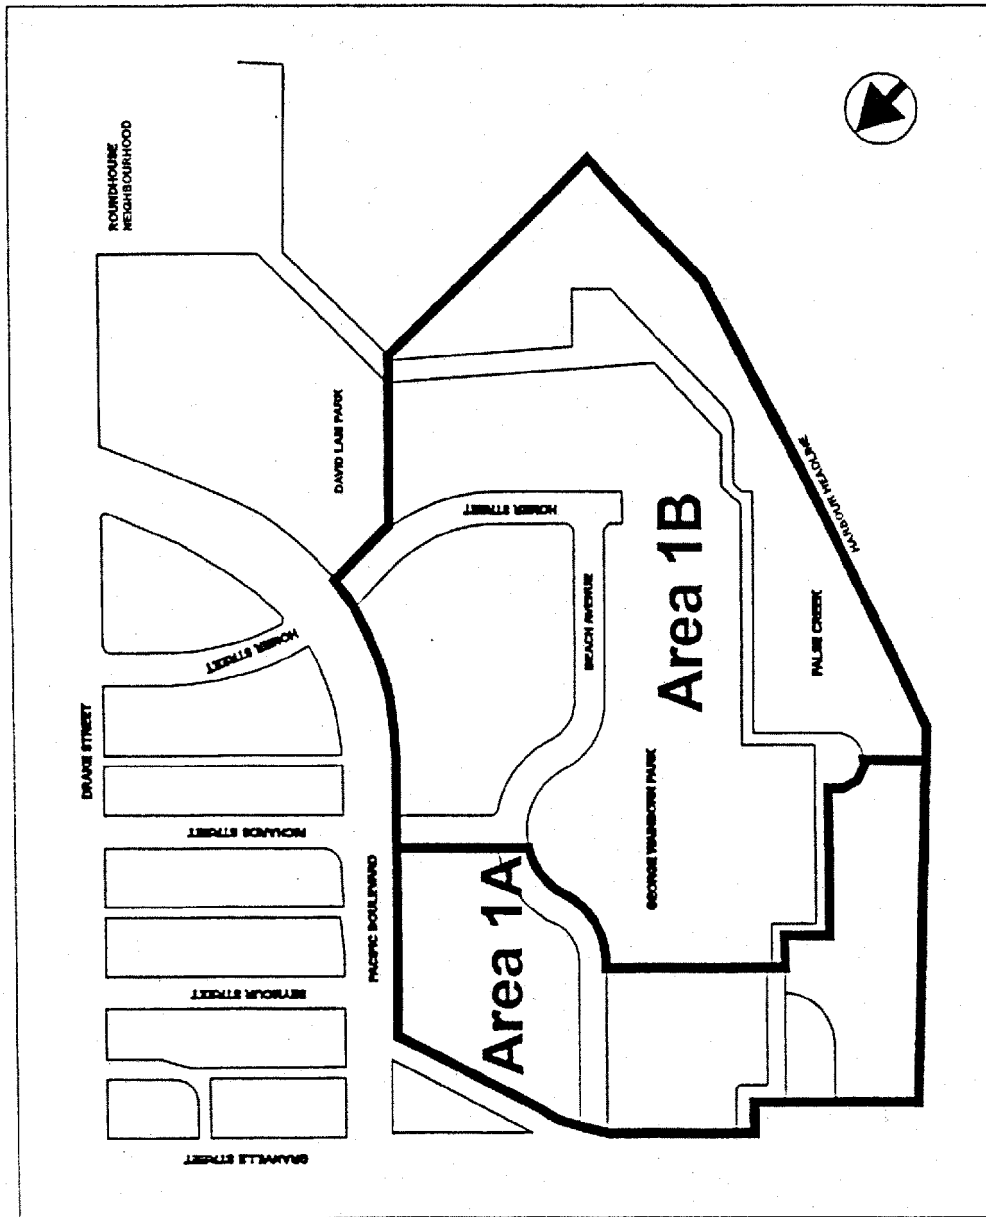 ROUNDHOUSE
NEIGHBOURHOOD
DAVID LAM PARK
HOMER STREET
HOMER STREET
DRAKE STREET
RICHARDS STREET
PACIFIC BOULEVARD
SEYMOUR STREET
GRANVILLE STREET
BEACH AVENUE
Area 1B
Area 1A
GEORGE WAINBORN PARK
FALSE CREEK
HARBOUR HEADLINE